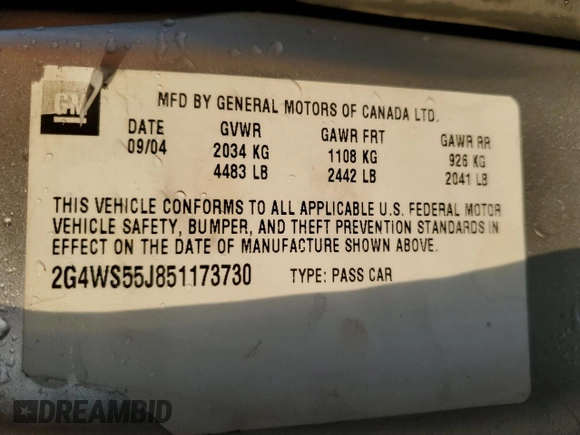 GM
MFD BY GENERAL MOTORS OF CANADA LTD.
DATE GVWR GAWR FRT GAWR RR
09/04 2034 KG 1108 KG 926 KG
4483 LB 2442 LB 2041 LB
THIS VEHICLE CONFORMS TO ALL APPLICABLE U.S. FEDERAL MOTOR
VEHICLE SAFETY, BUMPER, AND THEFT PREVENTION STANDARDS IN
EFFECT ON THE DATE OF MANUFACTURE SHOWN ABOVE.
2G4WS55J851173730 TYPE: PASS CAR
DREAMBID